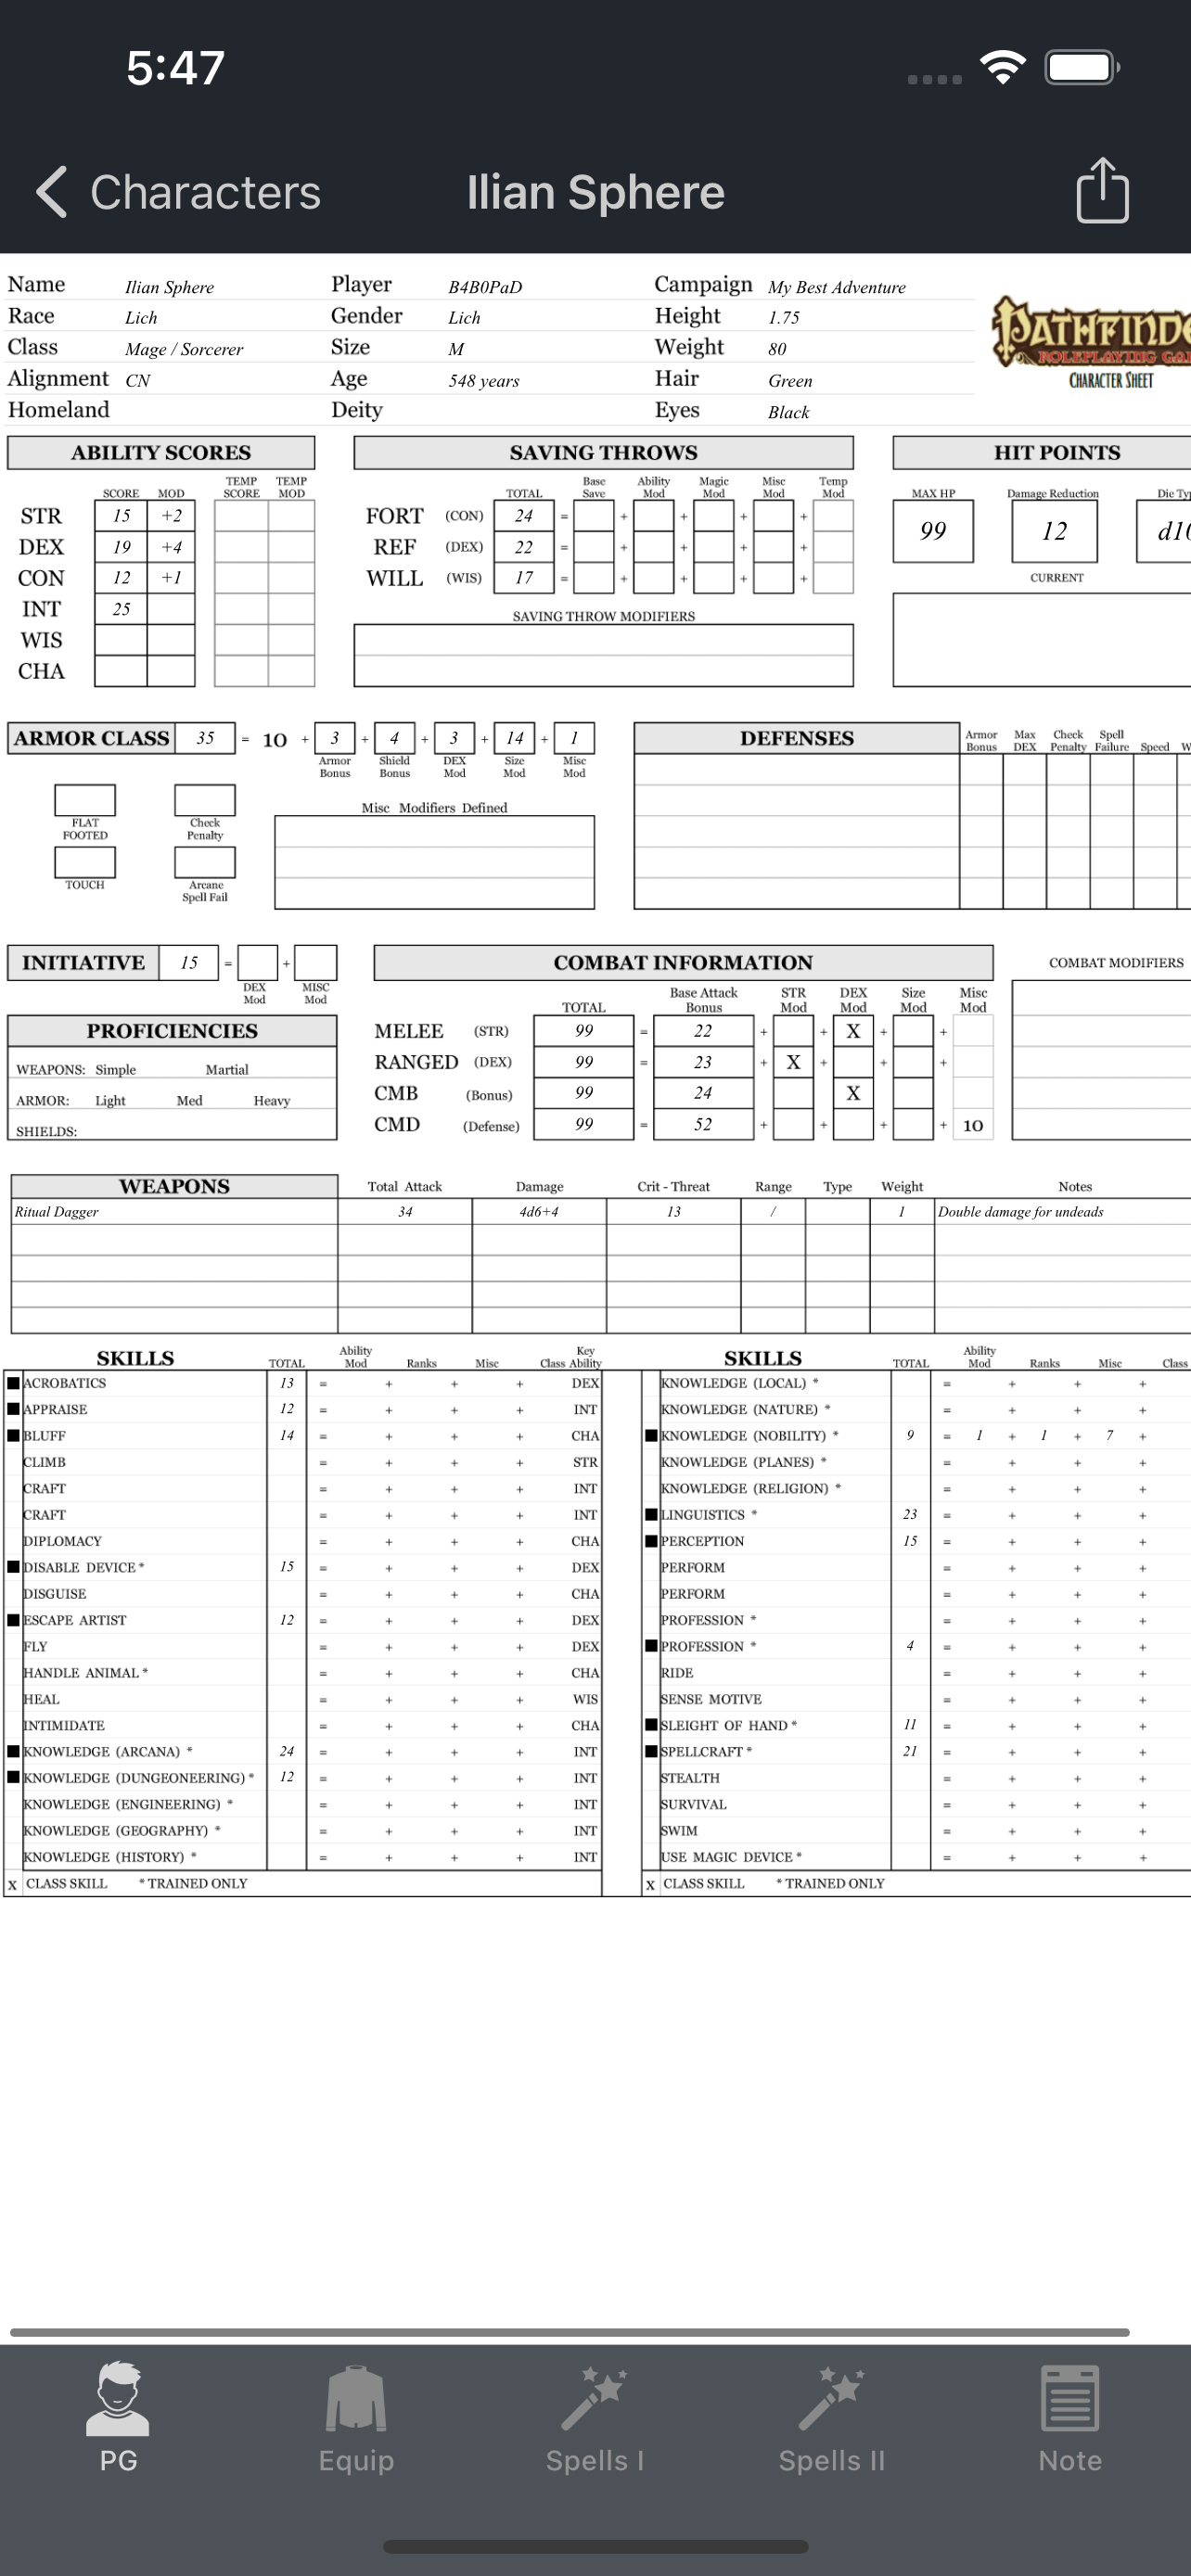 5:47
Characters Ilian Sphere
Name Ilian Sphere Player B4B0PaD Campaign My Best Adventure
Race Lich Gender Lich Height 1.75
Class Mage / Sorcerer Size M Weight 80
Alignment CN Age 548 years Hair Green
Homeland Deity Eyes Black
PATHFINDE
ROLEPLAYING GA
CHARACTER SHEET
ABILITY SCORES SAVING THROWS HIT POINTS
SCORE MOD TEMP SCORE TEMP MOD TOTAL Base Save Ability Mod Magic Mod Misc Mod Temp Mod MAX HP Damage Reduction Die Ty
STR 15 +2 FORT (CON) 24 = + + + + 99 12 d10
DEX 19 +4 REF (DEX) 22 = + + + +
CON 12 +1 WILL (WIS) 17 = + + + + CURRENT
INT 25 SAVING THROW MODIFIERS
WIS
CHA
ARMOR CLASS 35 = 10 + 3 + 4 + 3 + 14 + 1 DEFENSES Armor Bonus Max DEX Check Penalty Spell Failure Speed W
Armor Bonus Shield Bonus DEX Mod Size Mod Misc Mod
Misc Modifiers Defined
FLAT FOOTED Check Penalty
TOUCH Arcane Spell Fail
INITIATIVE 15 = + COMBAT INFORMATION COMBAT MODIFIERS
DEX Mod MISC Mod TOTAL Base Attack Bonus STR Mod DEX Mod Size Mod Misc Mod
PROFICIENCIES MELEE (STR) 99 = 22 + + X + +
WEAPONS: Simple Martial RANGED (DEX) 99 = 23 + X + +
ARMOR: Light Med Heavy CMB (Bonus) 99 24 X
SHIELDS: CMD (Defense) 99 = 52 + + + + 10
WEAPONS Total Attack Damage Crit - Threat Range Type Weight Notes
Ritual Dagger 34 4d6+4 13 / 1 Double damage for undeads
SKILLS TOTAL Ability Mod Ranks Misc Class Key Ability SKILLS TOTAL Ability Mod Ranks Misc Class
ACROBATICS 13 = + + + DEX KNOWLEDGE (LOCAL) * = + + +
APPRAISE 12 = + + + INT KNOWLEDGE (NATURE) * = + + +
BLUFF 14 = + + + CHA KNOWLEDGE (NOBILITY) * 9 = 1 + 1 + 7 +
CLIMB = + + + STR KNOWLEDGE (PLANES) * = + + +
CRAFT = + + + INT KNOWLEDGE (RELIGION) * = + + +
CRAFT = + + + INT LINGUISTICS * 23 = + + +
DIPLOMACY = + + + CHA PERCEPTION 15 = + + +
DISABLE DEVICE * 15 = + + + DEX PERFORM = + + +
DISGUISE = + + + CHA PERFORM = + + +
ESCAPE ARTIST 12 = + + + DEX PROFESSION * = + + +
FLY = + + + DEX PROFESSION * 4 = + + +
HANDLE ANIMAL * = + + + CHA RIDE = + + +
HEAL = + + + WIS SENSE MOTIVE = + + +
INTIMIDATE = + + + CHA SLEIGHT OF HAND * 11 = + + +
KNOWLEDGE (ARCANA) * 24 = + + + INT SPELLCRAFT * 21 = + + +
KNOWLEDGE (DUNGEONEERING) * 12 = + + + INT STEALTH = + + +
KNOWLEDGE (ENGINEERING) * = + + + INT SURVIVAL = + + +
KNOWLEDGE (GEOGRAPHY) * = + + + INT SWIM = + + +
KNOWLEDGE (HISTORY) * = + + + INT USE MAGIC DEVICE * = + + +
X CLASS SKILL * TRAINED ONLY X CLASS SKILL * TRAINED ONLY
PG Equip Spells I Spells II Note